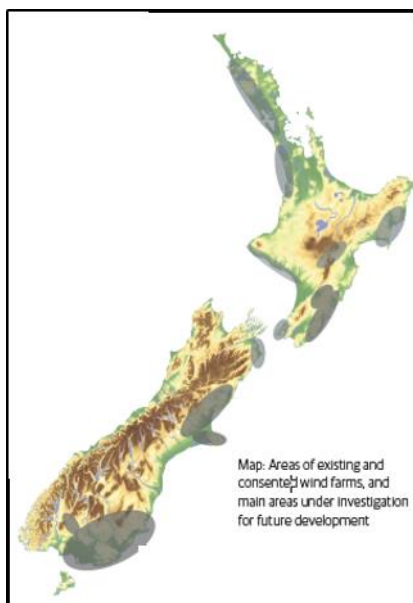 Map: Areas of existing and
consented wind farms, and
main areas under investigation
for future development